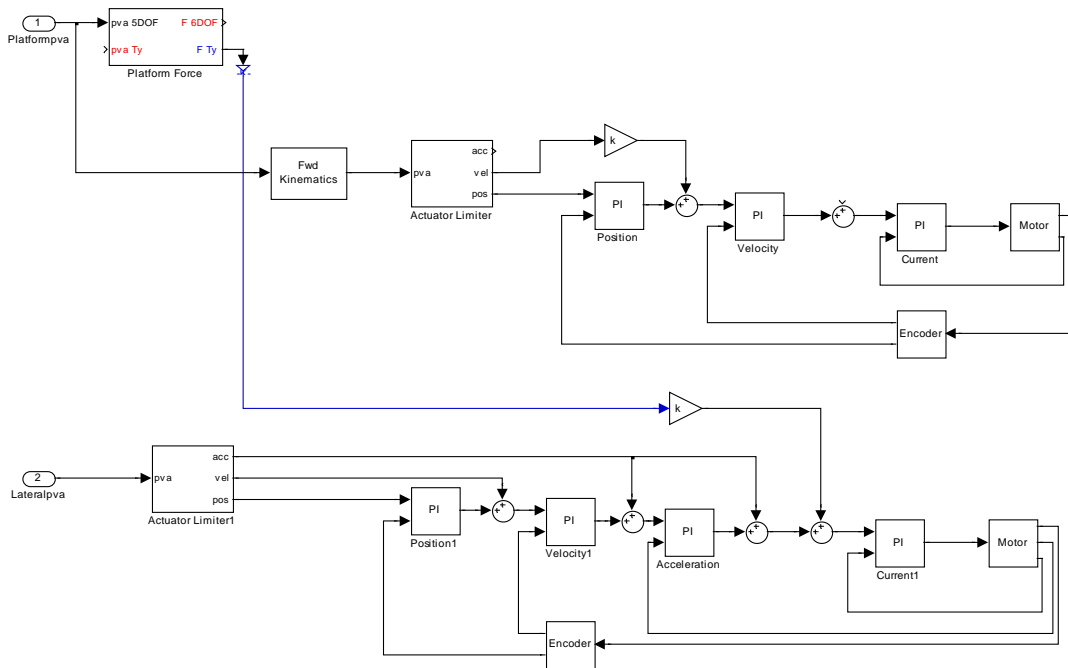 1
Platformpva
pva 5DOF
F 6DOF
pva Ty
F Ty
Platform Force
Fwd
Kinematics
pva
acc
vel
pos
Actuator Limiter
k
PI
Position
PI
Velocity
PI
Current
Motor
Encoder
k
2
Lateralpva
pva
acc
vel
pos
Actuator Limiter1
PI
Position1
PI
Velocity1
PI
Acceleration
PI
Current1
Motor
Encoder